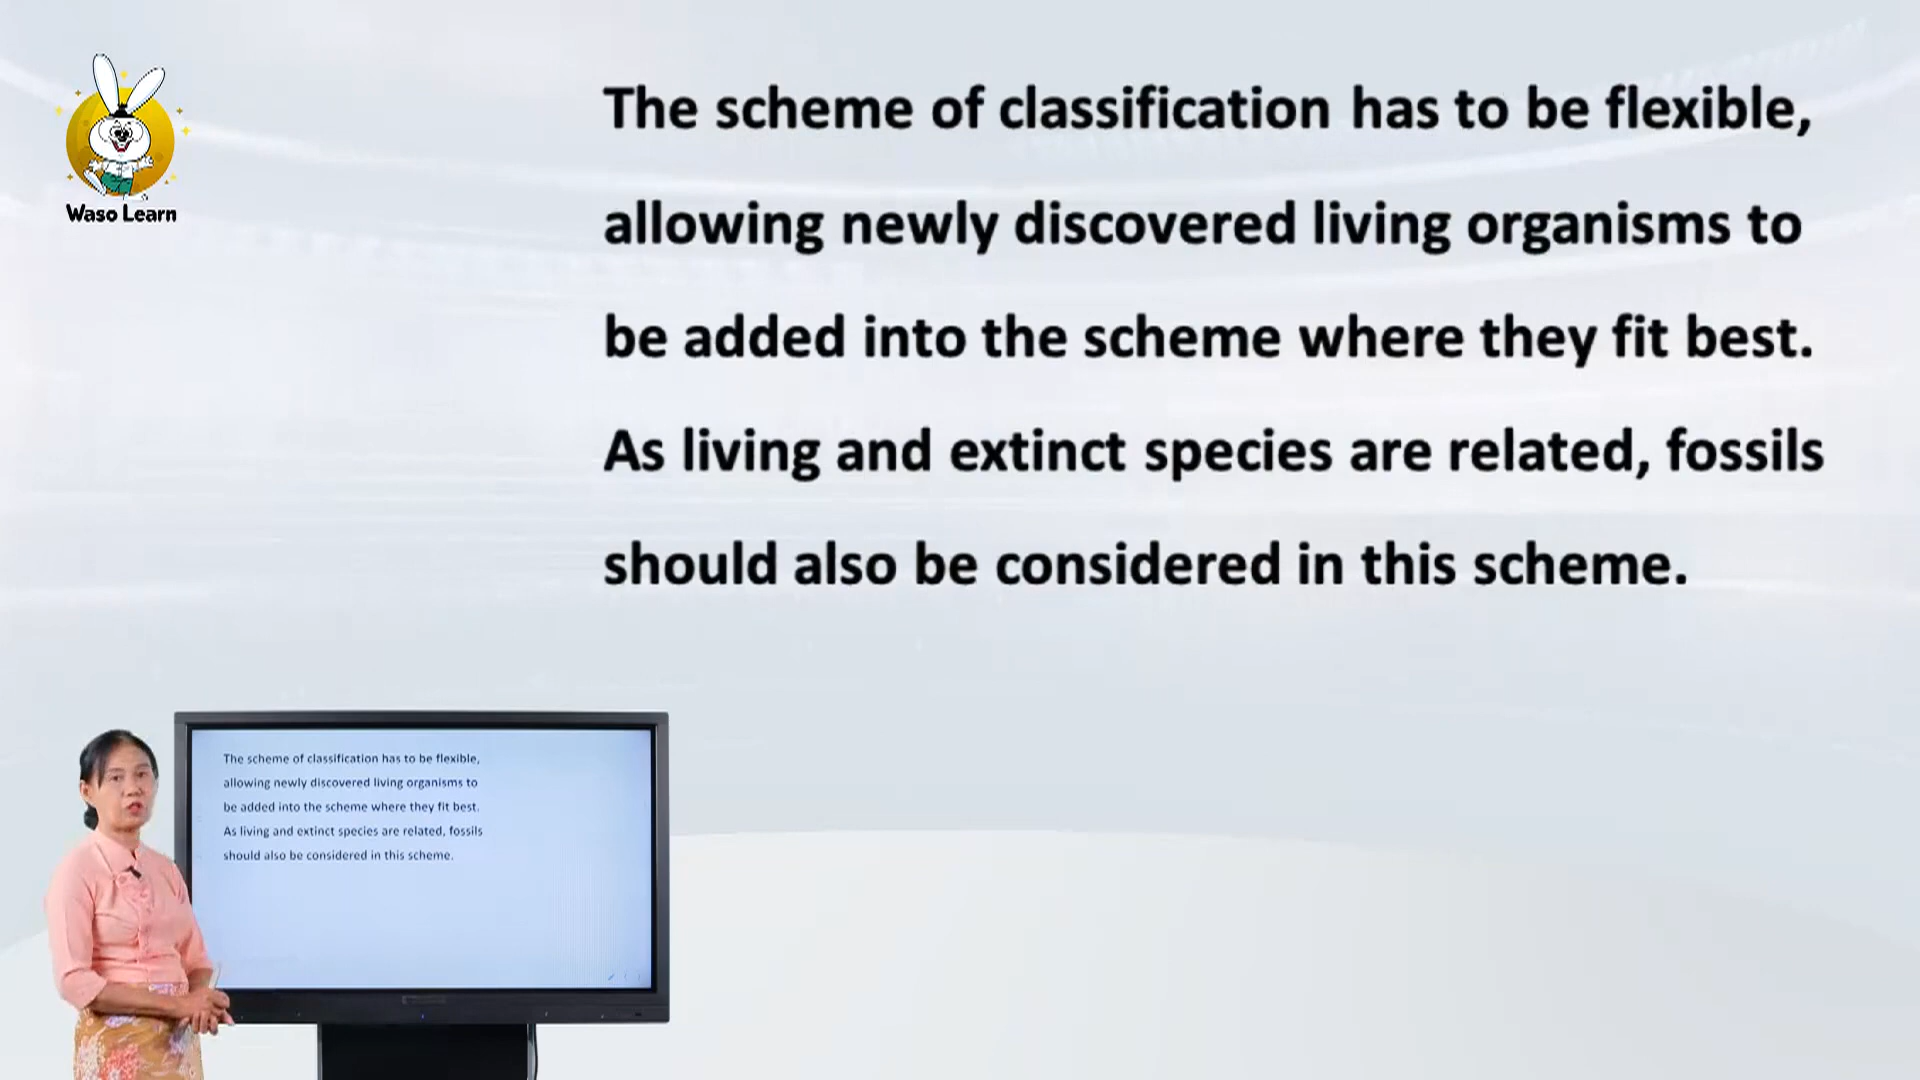 Waso Learn
The scheme of classification has to be flexible,
allowing newly discovered living organisms to
be added into the scheme where they fit best.
As living and extinct species are related, fossils
should also be considered in this scheme.
The scheme of classification has to be flexible,
allowing newly discovered living organisms to
be added into the scheme where they fit best.
As living and extinct species are related, fossils
should also be considered in this scheme.